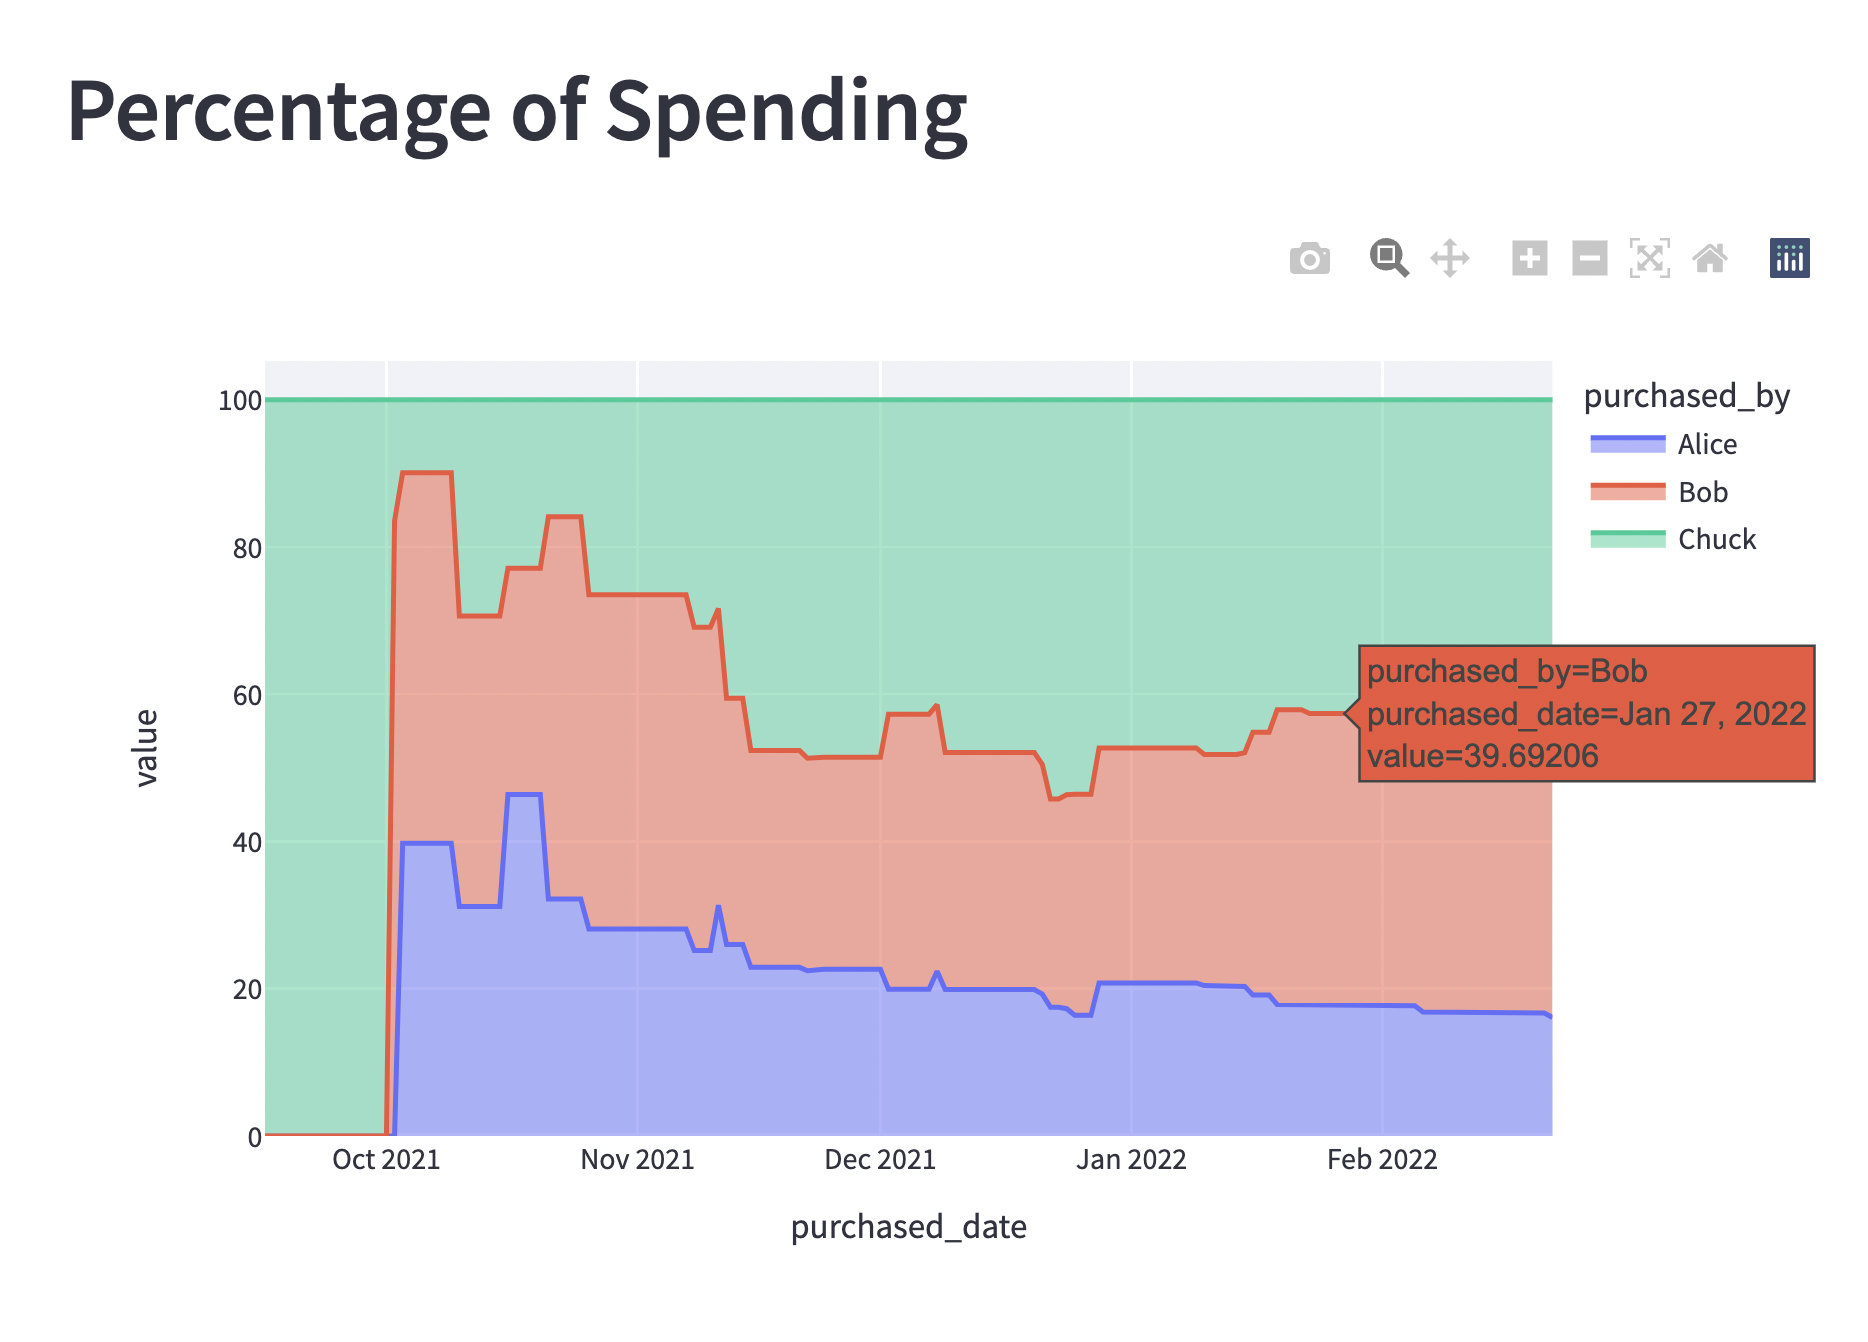 Percentage of Spending
100
80
60
40
20
0
value
Oct 2021
Nov 2021
Dec 2021
Jan 2022
Feb 2022
purchased_date
purchased_by
Alice
Bob
Chuck
purchased_by=Bob
purchased_date=Jan 27, 2022
value=39.69206